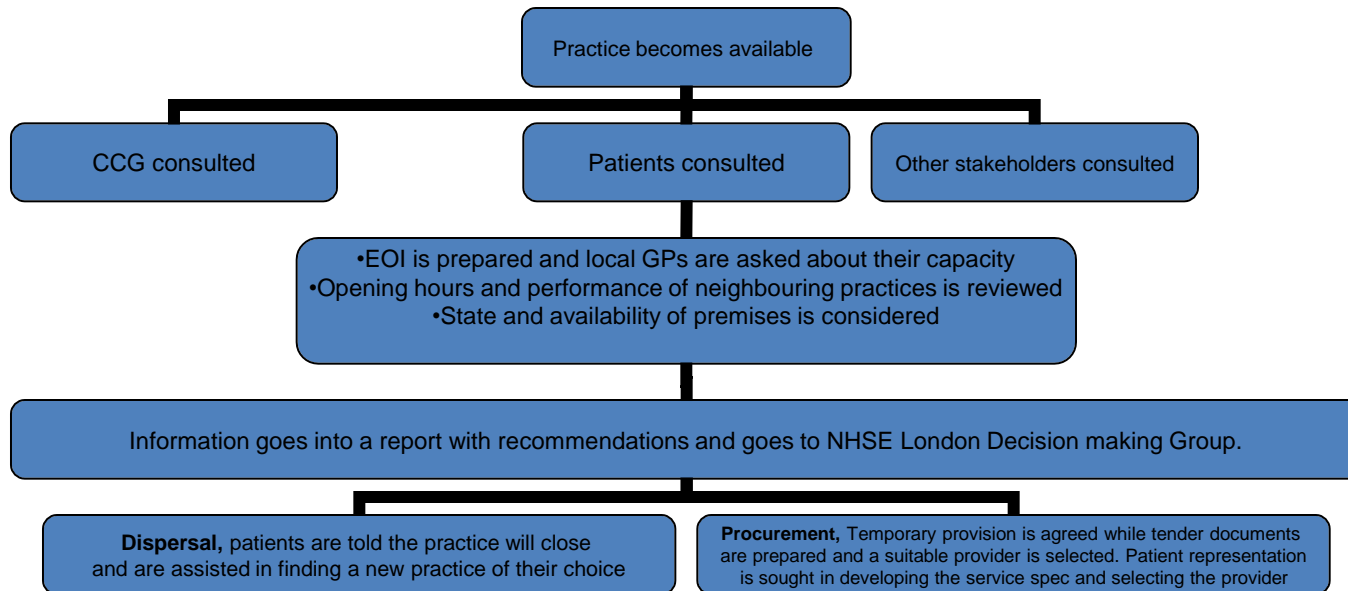 Practice becomes available
CCG consulted
Patients consulted
Other stakeholders consulted
•EOI is prepared and local GPs are asked about their capacity
•Opening hours and performance of neighbouring practices is reviewed
•State and availability of premises is considered
Information goes into a report with recommendations and goes to NHSE London Decision making Group.
Dispersal, patients are told the practice will close
and are assisted in finding a new practice of their choice
Procurement, Temporary provision is agreed while tender documents
are prepared and a suitable provider is selected. Patient representation
is sought in developing the service spec and selecting the provider